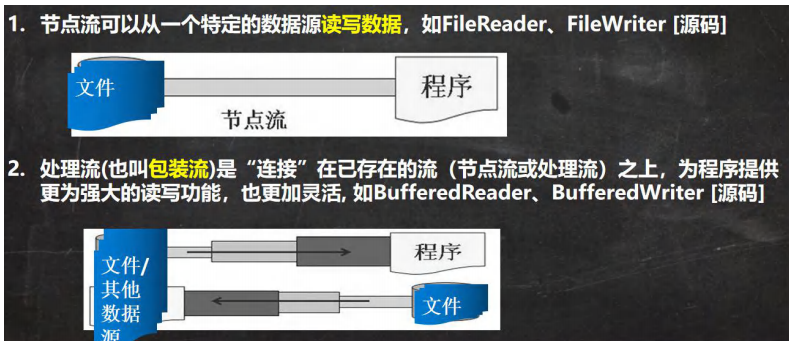 1. 节点流可以从一个特定的数据源读写数据，如FileReader、FileWriter [源码]
文件
程序
节点流
2. 处理流(也叫包装流)是“连接”在已存在的流（节点流或处理流）之上，为程序提供
更为强大的读写功能，也更加灵活, 如BufferedReader、BufferedWriter [源码]
文件/
其他
数据
源
程序
文件